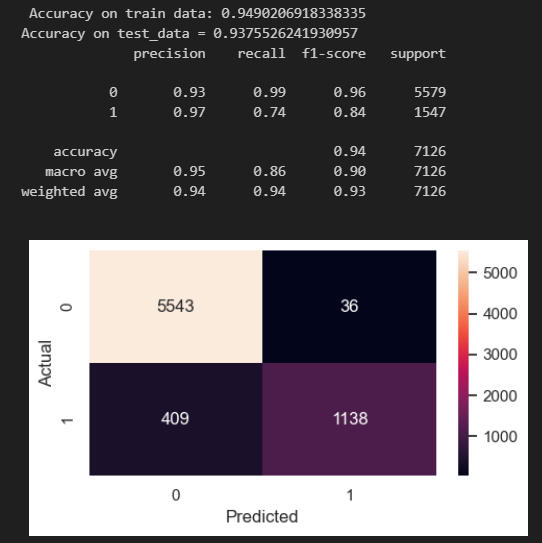 Accuracy on train data: 0.9490206918338335
Accuracy on test_data = 0.9375526241930957
precision recall f1-score support
0 0.93 0.99 0.96 5579
1 0.97 0.74 0.84 1547
accuracy 0.94 7126
macro avg 0.95 0.86 0.90 7126
weighted avg 0.94 0.94 0.93 7126
5543 36
409 1138
Actual
0
1
0 1
Predicted
5000
4000
3000
2000
1000